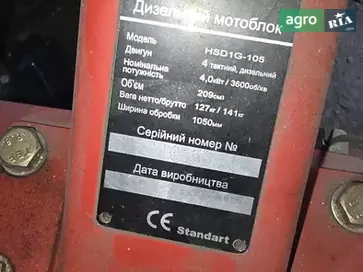 agro RIA.com
Дизельний мотоблок
Модель HSD1G-105
Двигун 4 тактний, дизельний
Номінальна потужність 4,0кВт / 3600об/хв
Об'єм 209см3
Вага нетто/брутто 127кг / 141кг
Ширина обробки 1050мм
Серійний номер №
Дата виробництва
CE Standart